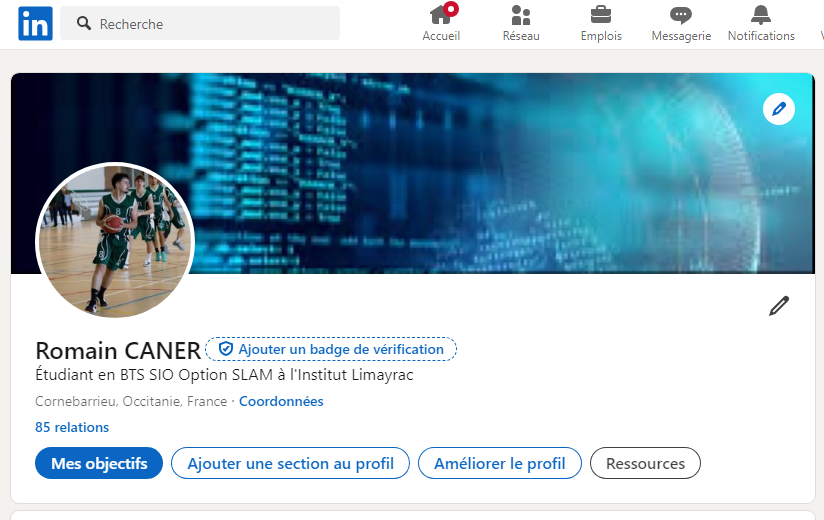 in
Recherche
Accueil
Réseau
Emplois
Messagerie
Notifications
Romain CANER
Ajouter un badge de vérification
Étudiant en BTS SIO Option SLAM à l'Institut Limayrac
Cornebarrieu, Occitanie, France · Coordonnées
85 relations
Mes objectifs
Ajouter une section au profil
Améliorer le profil
Ressources